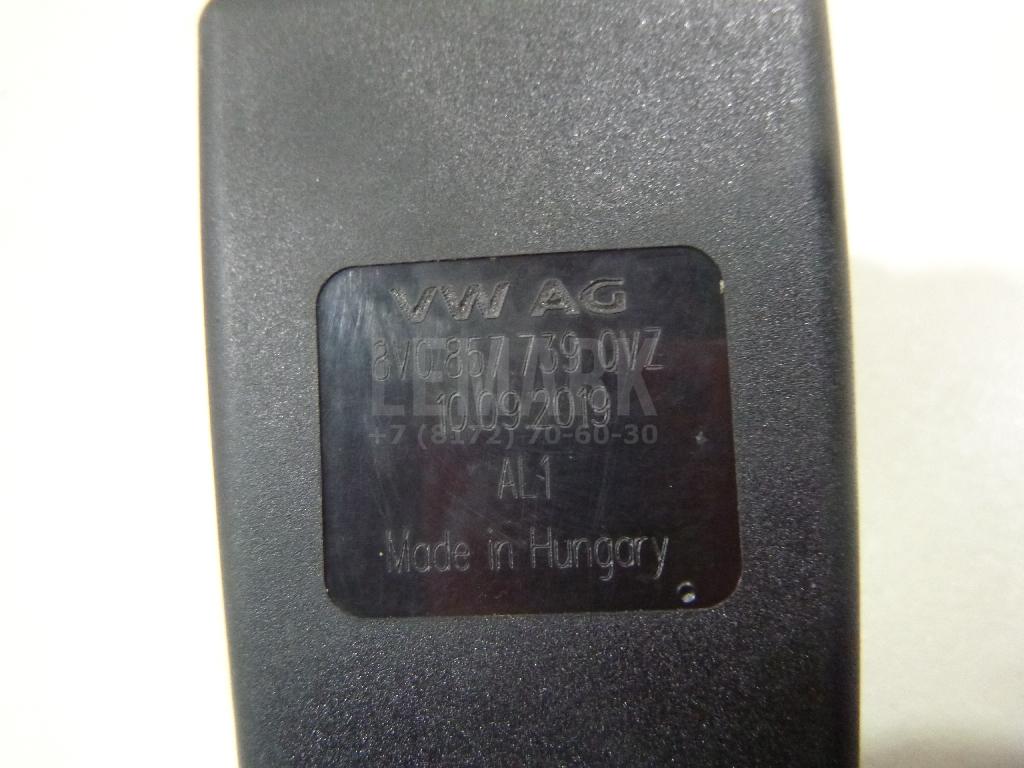 VW AG
8V0.857.739.0VZ
LEMARK
10.09.2019
+7 (8172) 70-60-30
AL1
Made in Hungary